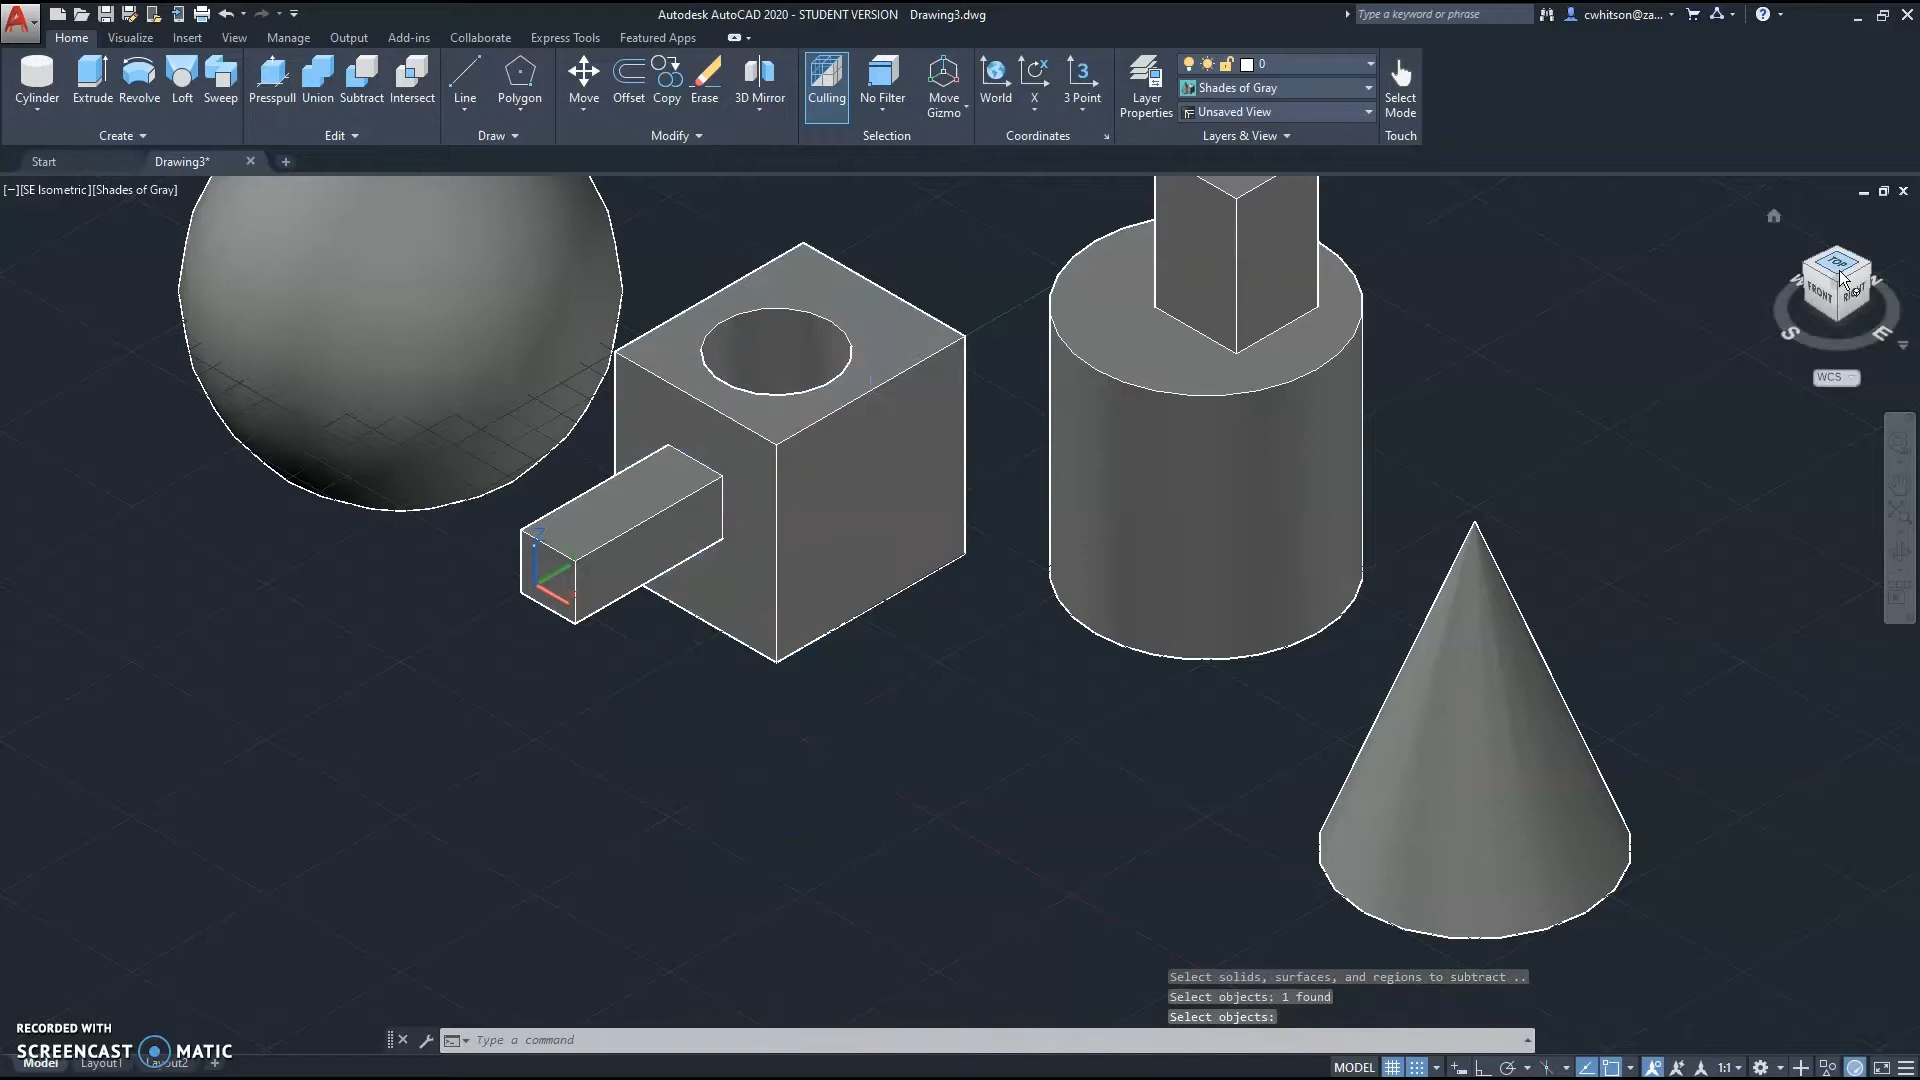 Autodesk AutoCAD 2020 - STUDENT VERSION Drawing3.dwg
Type a keyword or phrase
cwhitson@za...
Home Visualize Insert View Manage Output Add-ins Collaborate Express Tools Featured Apps
Cylinder Extrude Revolve Loft Sweep Presspull Union Subtract Intersect Line Polygon Move Offset Copy Erase 3D Mirror Culling No Filter Move Gizmo World X 3 Point Layer Properties Select Mode
0
Shades of Gray
Unsaved View
Create Edit Draw Modify Selection Coordinates Layers & View Touch
Start Drawing3*
[−][SE Isometric][Shades of Gray]
TOP
W N
FRONT
S E
WCS
Z
Select solids, surfaces, and regions to subtract ..
Select objects: 1 found
Select objects:
Type a command
RECORDED WITH
SCREENCAST MATIC
Model Layout1
MODEL 1:1